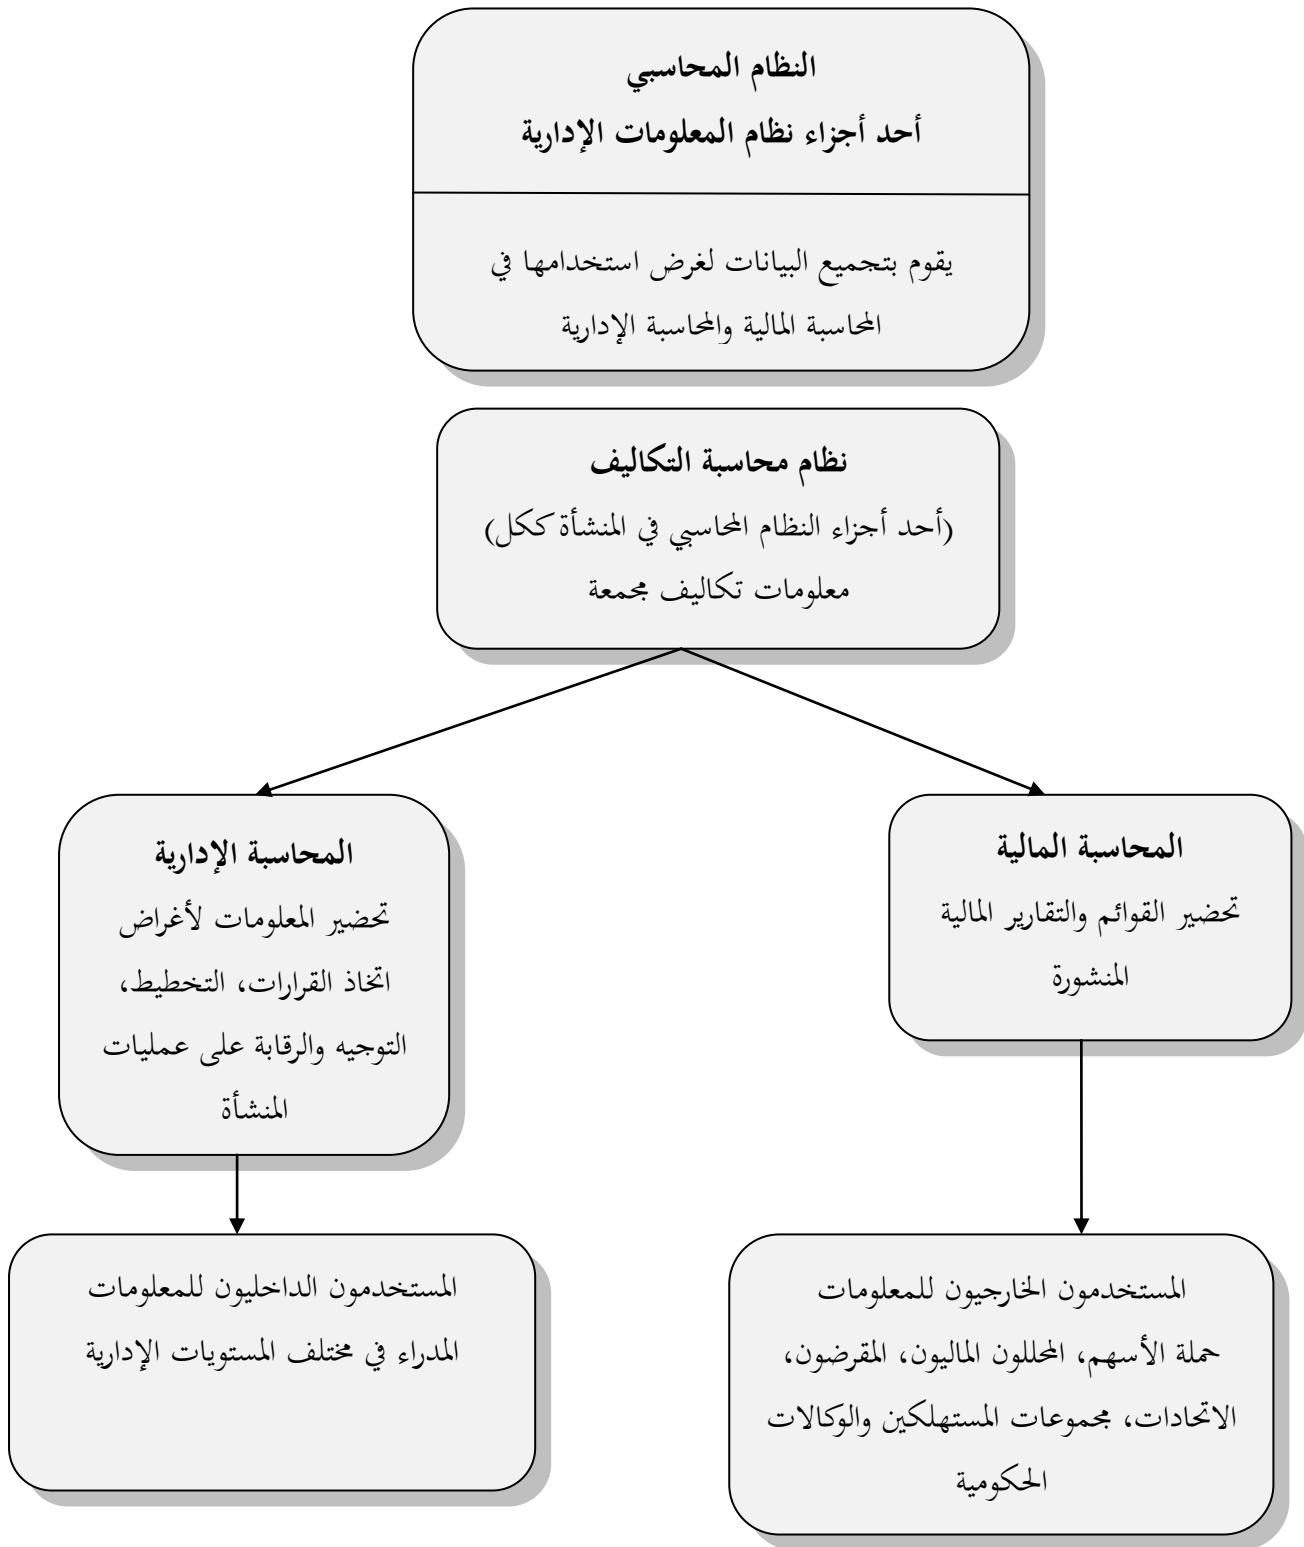 النظام المحاسبي
أحد أجزاء نظام المعلومات الإدارية
يقوم بتجميع البيانات لغرض استخدامها في
المحاسبة المالية والمحاسبة الإدارية
نظام محاسبة التكاليف
(أحد أجزاء النظام المحاسبي في المنشأة ككل)
معلومات تكاليف مجمعة
المحاسبة المالية
تحضير القوائم والتقارير المالية
المنشورة
المحاسبة الإدارية
تحضير المعلومات لأغراض
اتخاذ القرارات، التخطيط،
التوجيه والرقابة على عمليات
المنشأة
المستخدمون الخارجيون للمعلومات
حملة الأسهم، المحللون الماليون، المقرضون،
الاتحادات، مجموعات المستهلكين والوكالات
الحكومية
المستخدمون الداخليون للمعلومات
المدراء في مختلف المستويات الإدارية